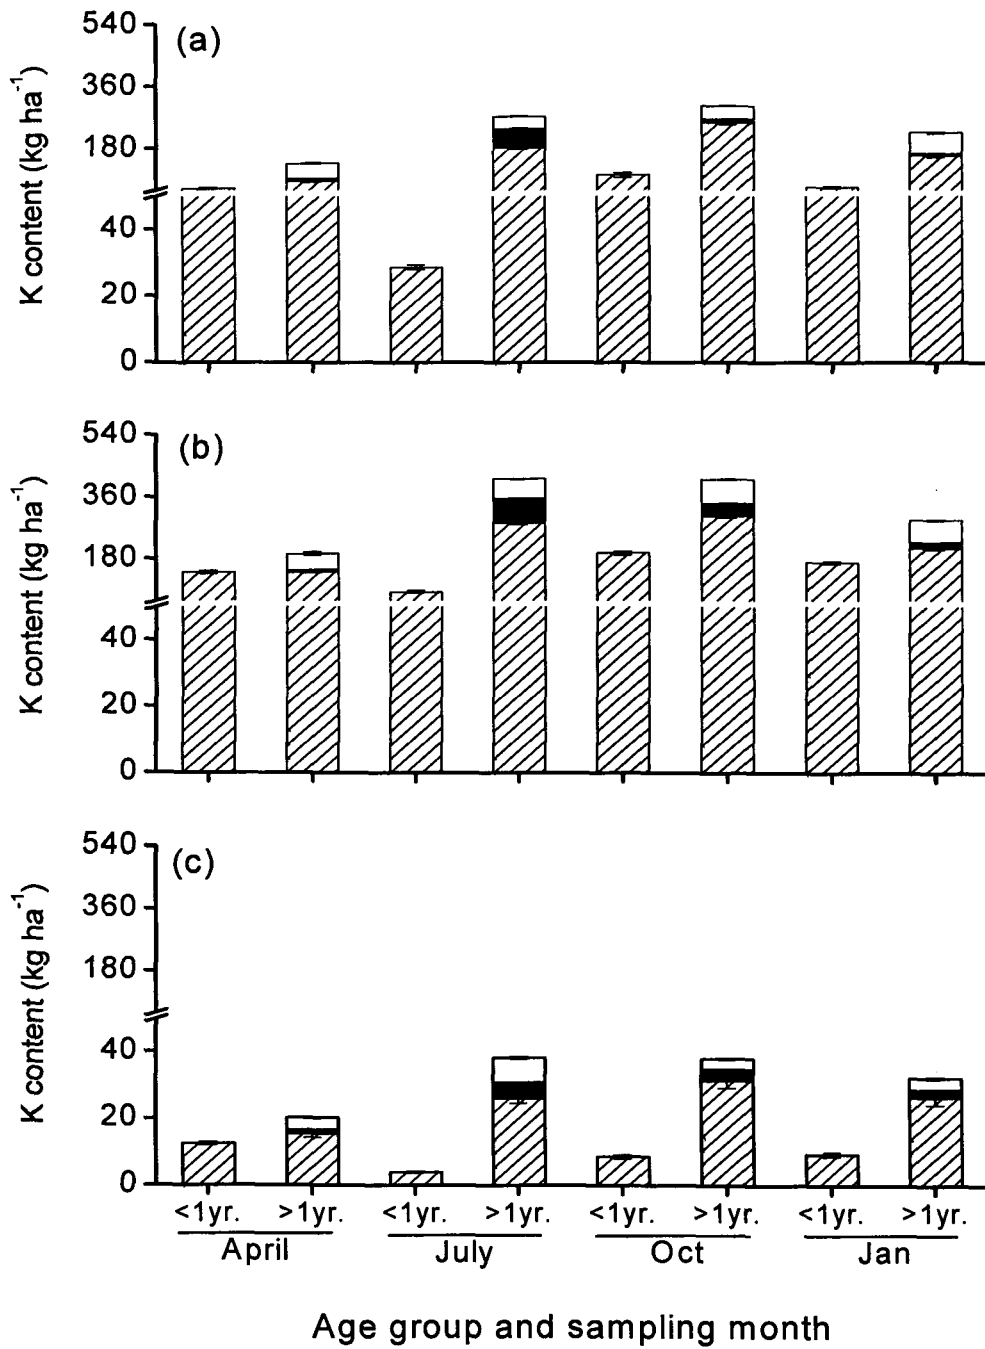 (a)
K content (kg ha⁻¹)
540
360
180
40
20
0
(b)
K content (kg ha⁻¹)
540
360
180
40
20
0
(c)
K content (kg ha⁻¹)
540
360
180
40
20
0
<1yr. >1yr. <1yr. >1yr. <1yr. >1yr. <1yr. >1yr.
April July Oct Jan
Age group and sampling month